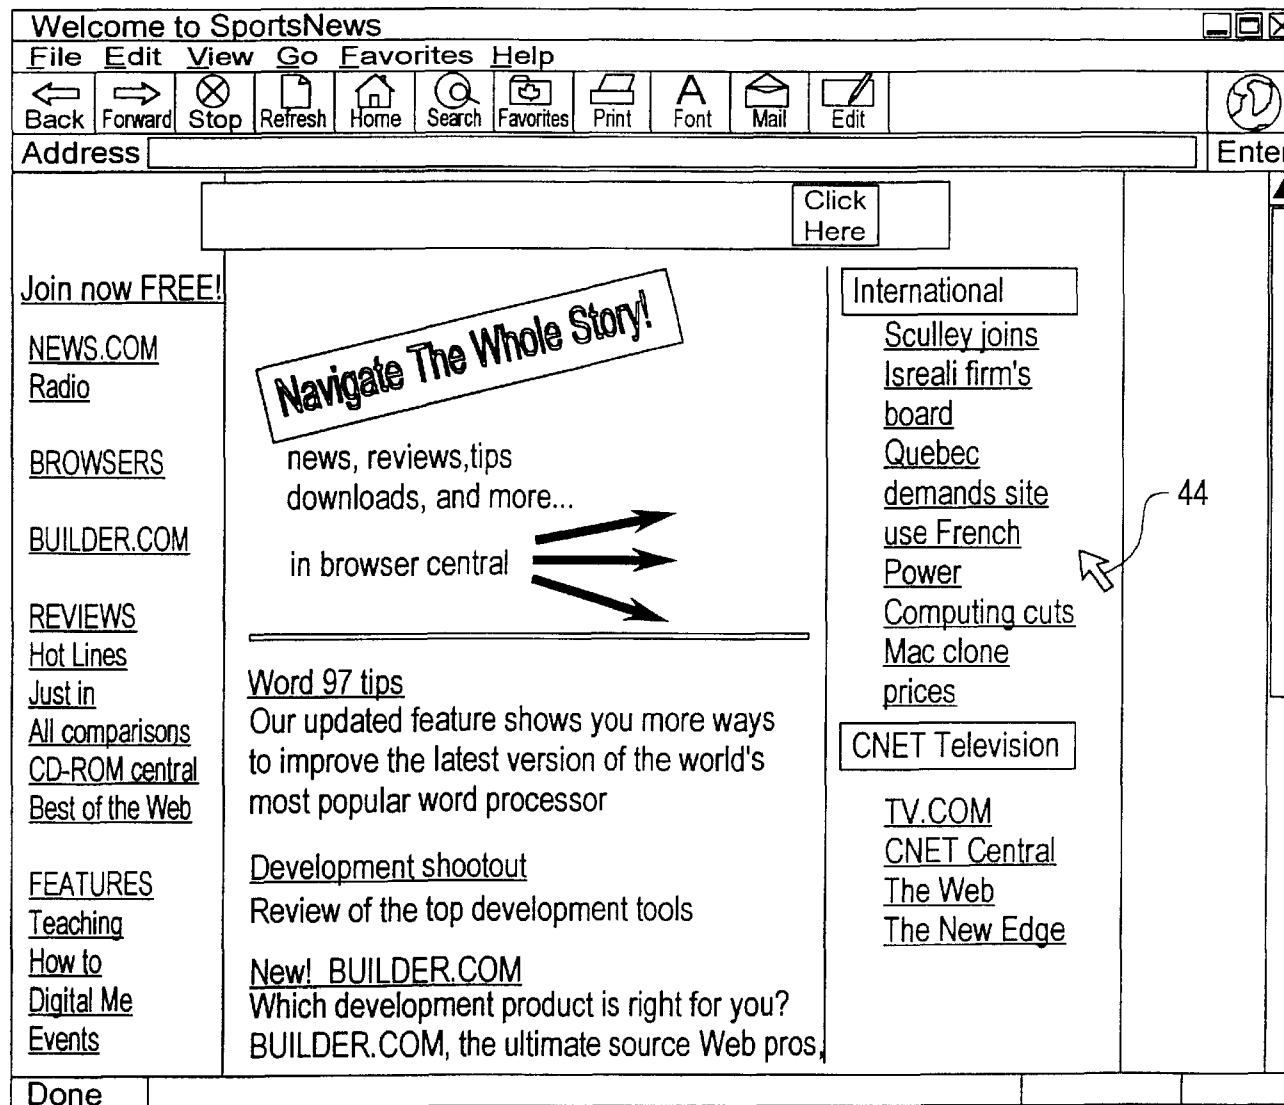 Welcome to SportsNews
File Edit View Go Favorites Help
Back Forward Stop Refresh Home Search Favorites Print Font Mail Edit
Address
Click
Here
Join now FREE!
NEWS.COM
Radio
BROWSERS
BUILDER.COM
REVIEWS
Hot Lines
Just in
All comparisons
CD-ROM central
Best of the Web
FEATURES
Teaching
How to
Digital Me
Events
Navigate The Whole Story!
news, reviews,tips
downloads, and more...
in browser central
Word 97 tips
Our updated feature shows you more ways
to improve the latest version of the world's
most popular word processor
Development shootout
Review of the top development tools
New! BUILDER.COM
Which development product is right for you?
BUILDER.COM, the ultimate source Web pros,
International
Sculley joins
Isreali firm's
board
Quebec
demands site
use French
Power
Computing cuts
Mac clone
prices
CNET Television
TV.COM
CNET Central
The Web
The New Edge
44
Done